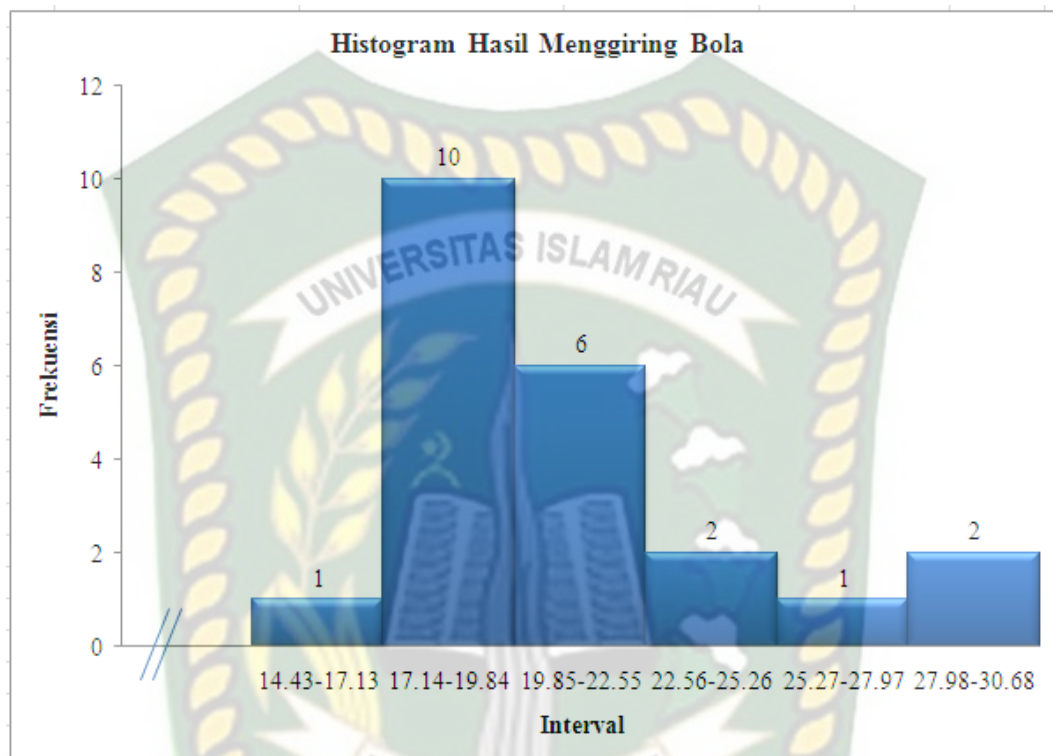 Histogram Hasil Menggiring Bola
12
10
8
6
4
2
0
Frekuensi
1
10
6
2
1
2
UNIVERSITAS ISLAM RIAU
14.43-17.13 17.14-19.84 19.85-22.55 22.56-25.26 25.27-27.97 27.98-30.68
Interval